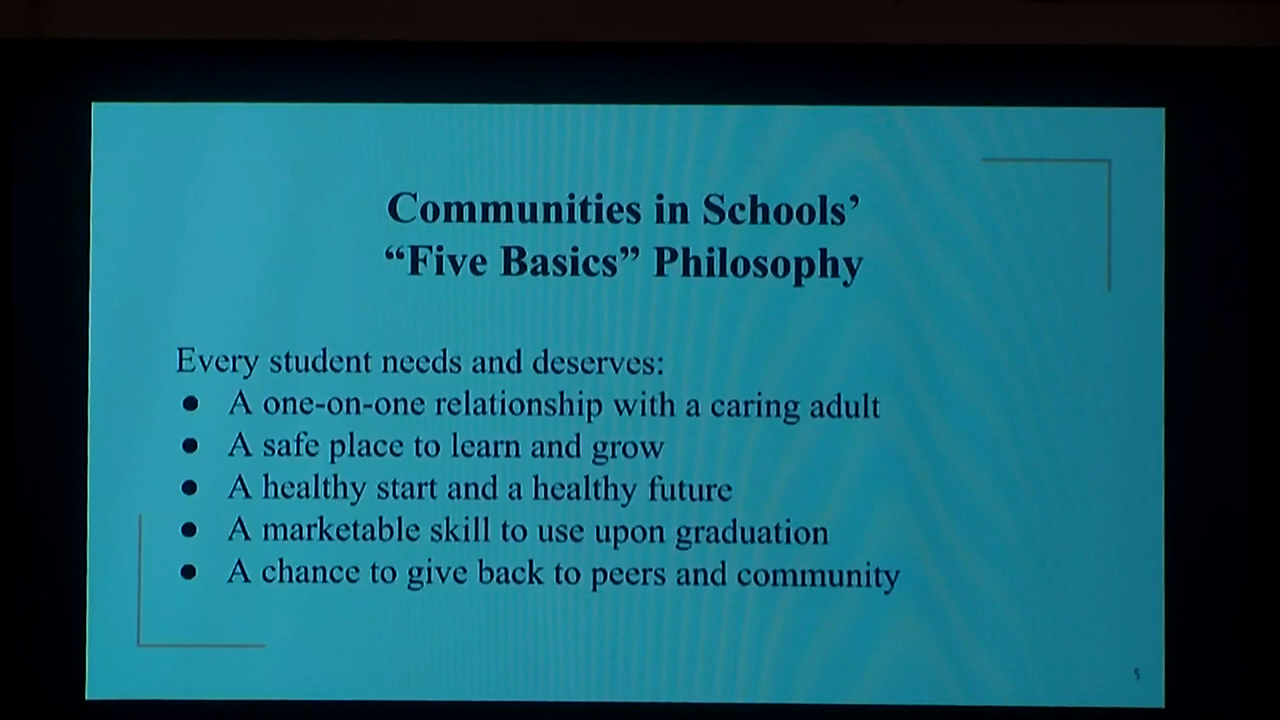 Communities in Schools’
“Five Basics” Philosophy
Every student needs and deserves:
● A one-on-one relationship with a caring adult
● A safe place to learn and grow
● A healthy start and a healthy future
● A marketable skill to use upon graduation
● A chance to give back to peers and community
5